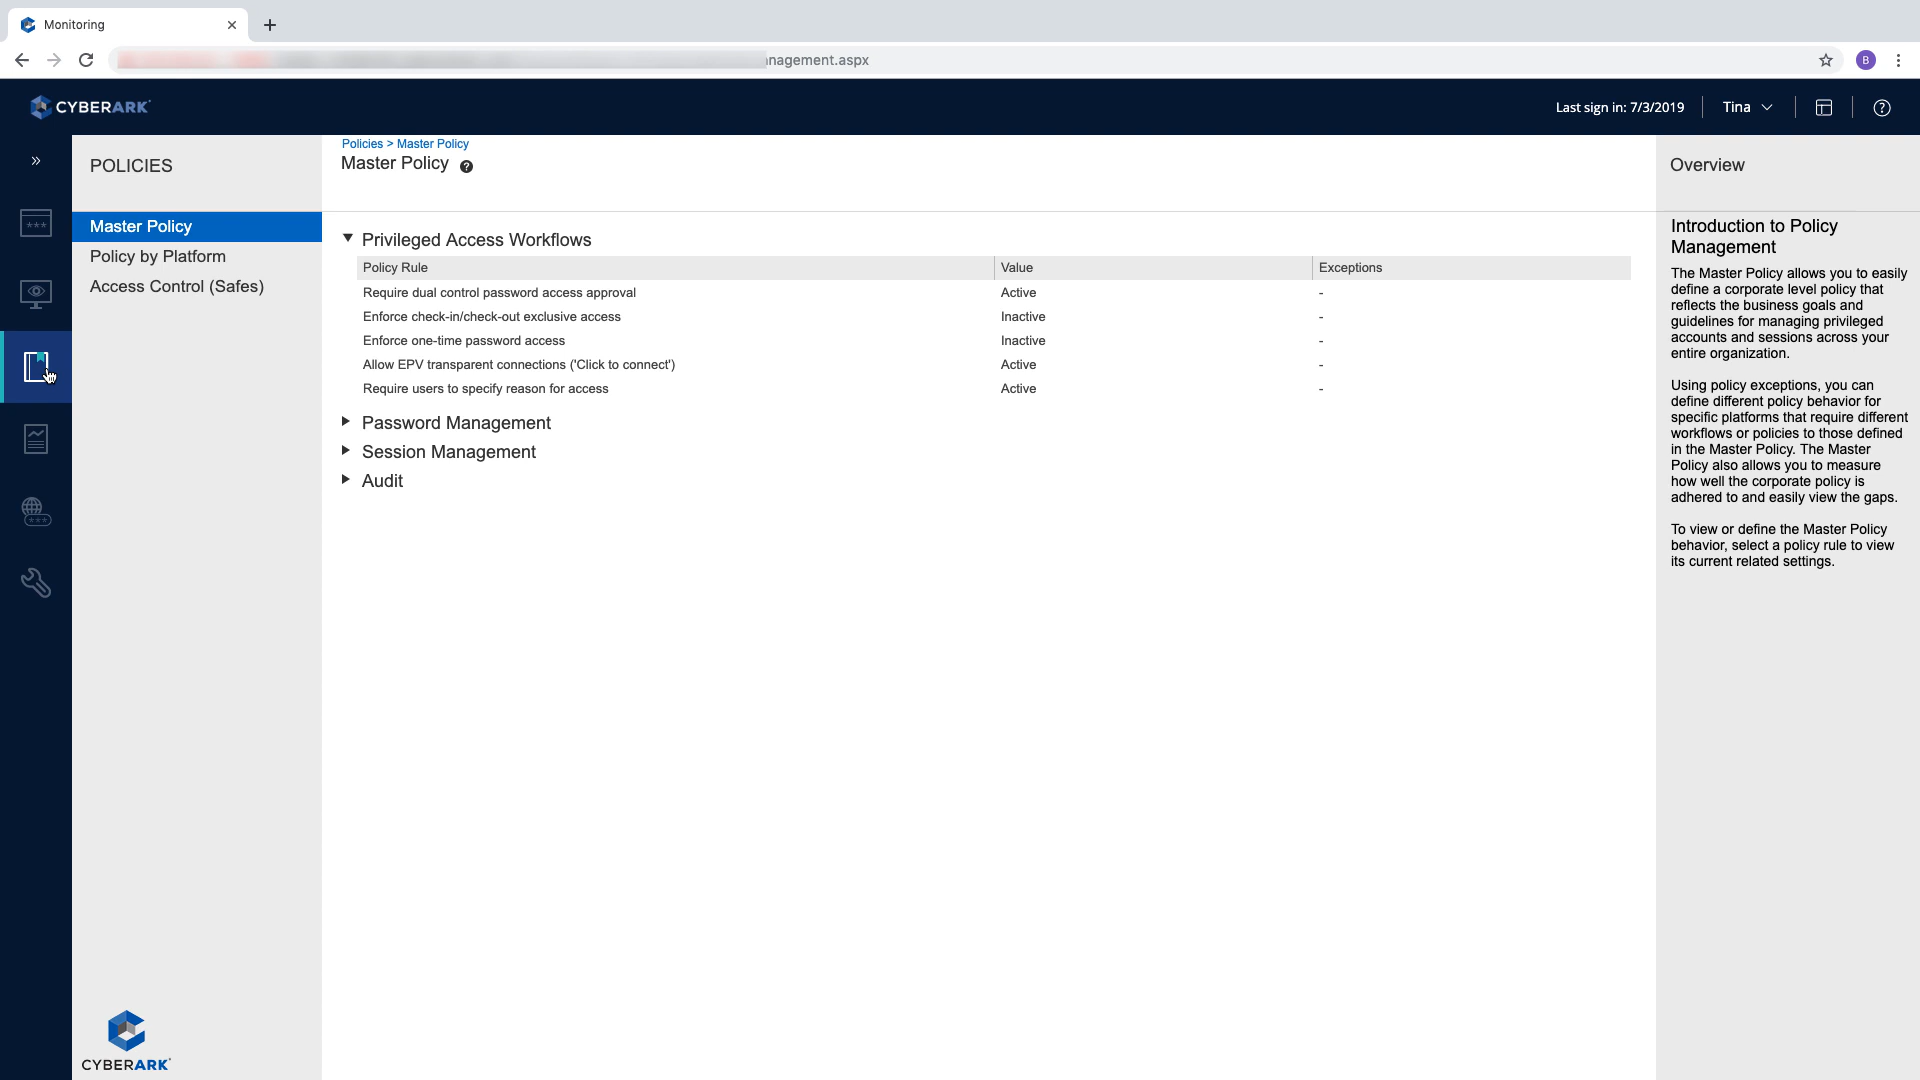 Monitoring
nagement.aspx
B
CYBERARK
Last sign in: 7/3/2019
Tina
POLICIES
Master Policy
Policy by Platform
Access Control (Safes)
Policies > Master Policy
Master Policy
Privileged Access Workflows
Policy Rule Value Exceptions
Require dual control password access approval Active -
Enforce check-in/check-out exclusive access Inactive -
Enforce one-time password access Inactive -
Allow EPV transparent connections ('Click to connect') Active -
Require users to specify reason for access Active -
Password Management
Session Management
Audit
Overview
Introduction to Policy
Management
The Master Policy allows you to easily
define a corporate level policy that
reflects the business goals and
guidelines for managing privileged
accounts and sessions across your
entire organization.
Using policy exceptions, you can
define different policy behavior for
specific platforms that require different
workflows or policies to those defined
in the Master Policy. The Master
Policy also allows you to measure
how well the corporate policy is
adhered to and easily view the gaps.
To view or define the Master Policy
behavior, select a policy rule to view
its current related settings.
CYBERARK